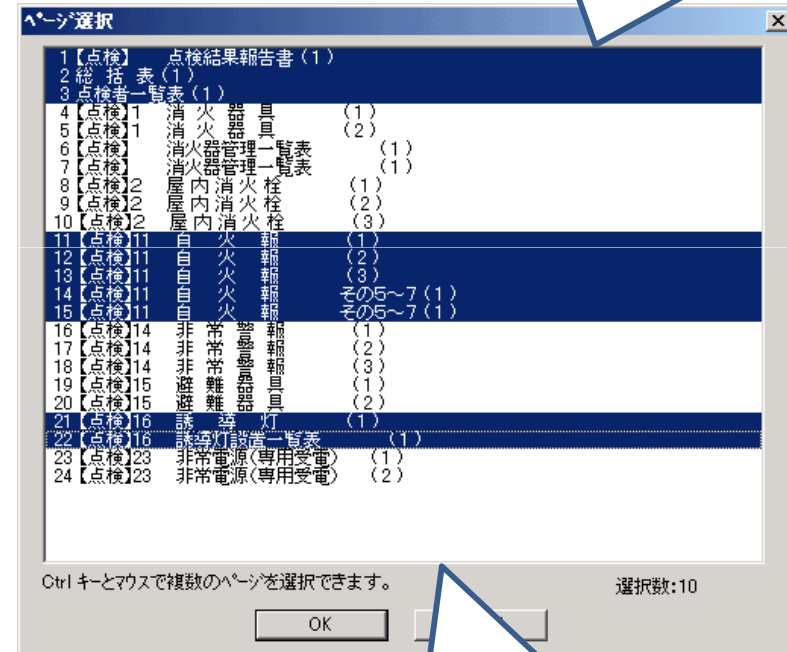 ﾍﾟｰｼﾞ選択
1【点検】 点検結果報告書(1)
2 総 括 表(1)
3 点検者一覧表(1)
4【点検】1 消 火 器 具 (1)
5【点検】1 消 火 器 具 (2)
6【点検】 消火器管理一覧表 (1)
7【点検】 消火器管理一覧表 (1)
8【点検】2 屋 内 消 火 栓 (1)
9【点検】2 屋 内 消 火 栓 (2)
10【点検】2 屋 内 消 火 栓 (3)
11【点検】11 自 火 報 (1)
12【点検】11 自 火 報 (2)
13【点検】11 自 火 報 (3)
14【点検】11 自 火 報 その5～7(1)
15【点検】11 自 火 報 その5～7(1)
16【点検】14 非 常 警 報 (1)
17【点検】14 非 常 警 報 (2)
18【点検】14 非 常 警 報 (3)
19【点検】15 避 難 器 具 (1)
20【点検】15 避 難 器 具 (2)
21【点検】16 誘 導 灯 (1)
22【点検】16 誘導灯設置一覧表 (1)
23【点検】23 非常電源(専用受電) (1)
24【点検】23 非常電源(専用受電) (2)
Ctrl キーとマウスで複数のﾍﾟｰｼﾞを選択できます。 選択数:10
OK